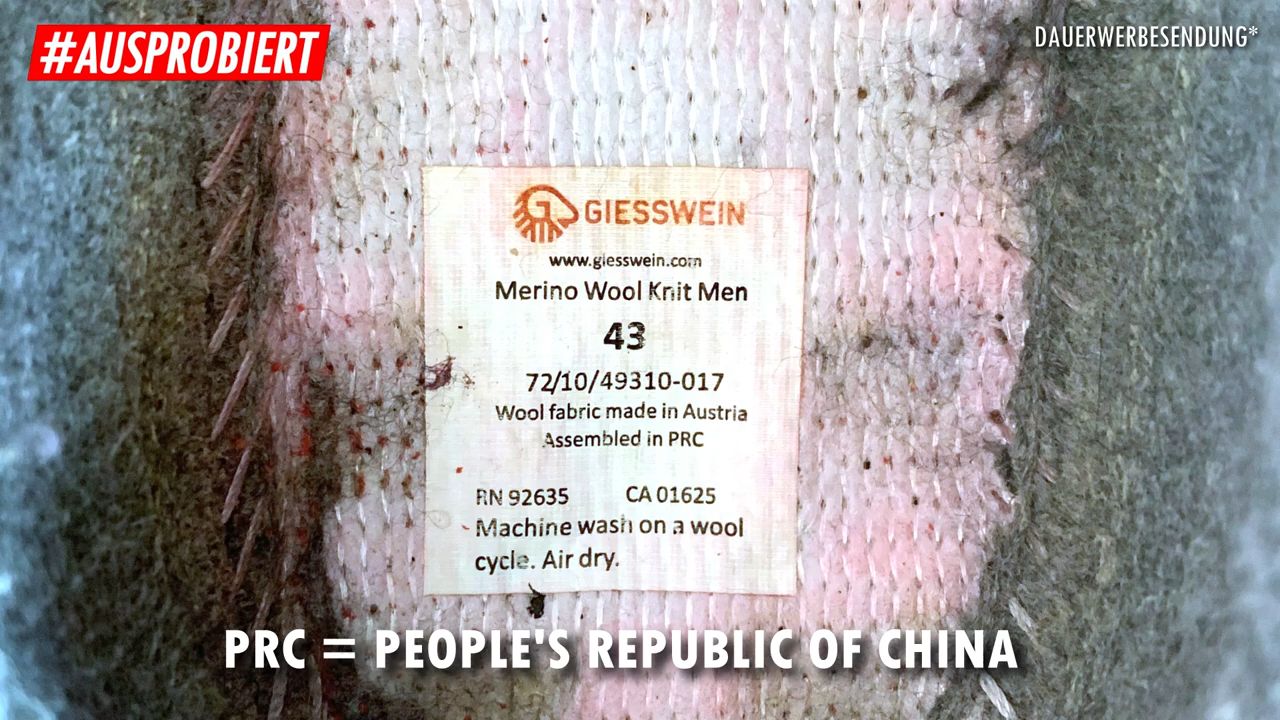 #AUSPROBIERT
DAUERWERBESENDUNG*
GIESSWEIN
www.giesswein.com
Merino Wool Knit Men
43
72/10/49310-017
Wool fabric made in Austria
Assembled in PRC
RN 92635 CA 01625
Machine wash on a wool
cycle. Air dry.
PRC = PEOPLE'S REPUBLIC OF CHINA